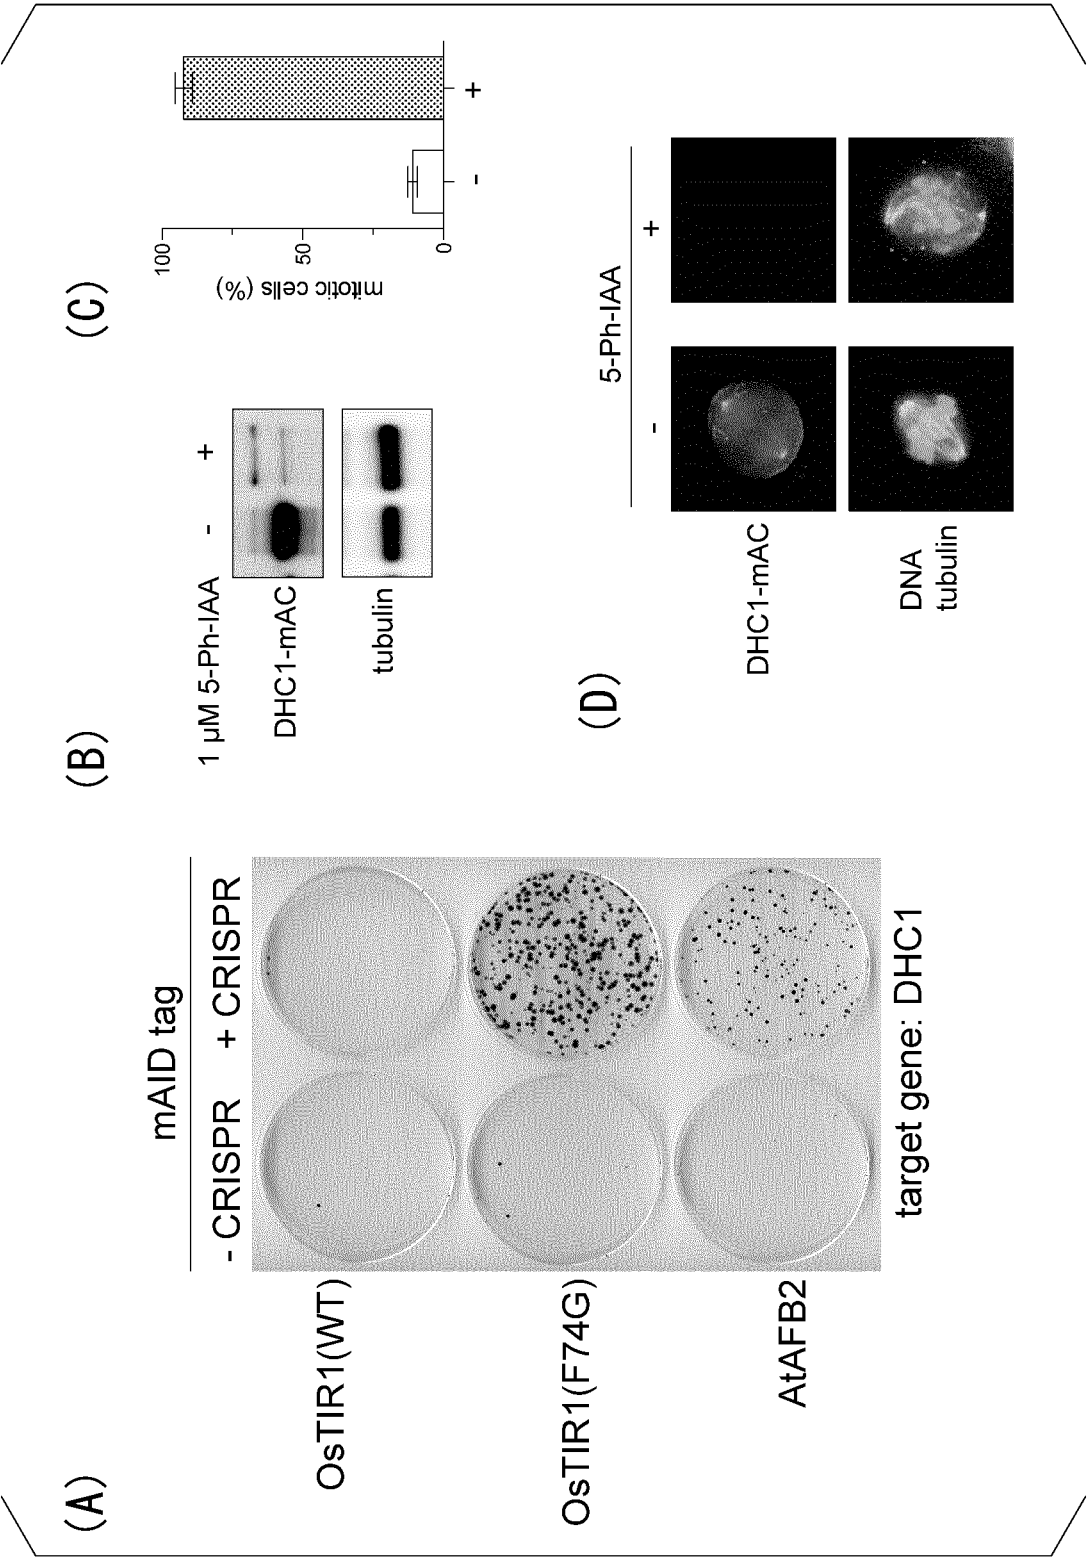 (A)
mAID tag
- CRISPR + CRISPR
OsTIR1(WT)
OsTIR1(F74G)
AtAFB2
target gene: DHC1
(B)
1 µM 5-Ph-IAA - +
DHC1-mAC
tubulin
(C)
mitotic cells (%)
100
50
0
- +
(D)
5-Ph-IAA
- +
DHC1-mAC
DNA
tubulin